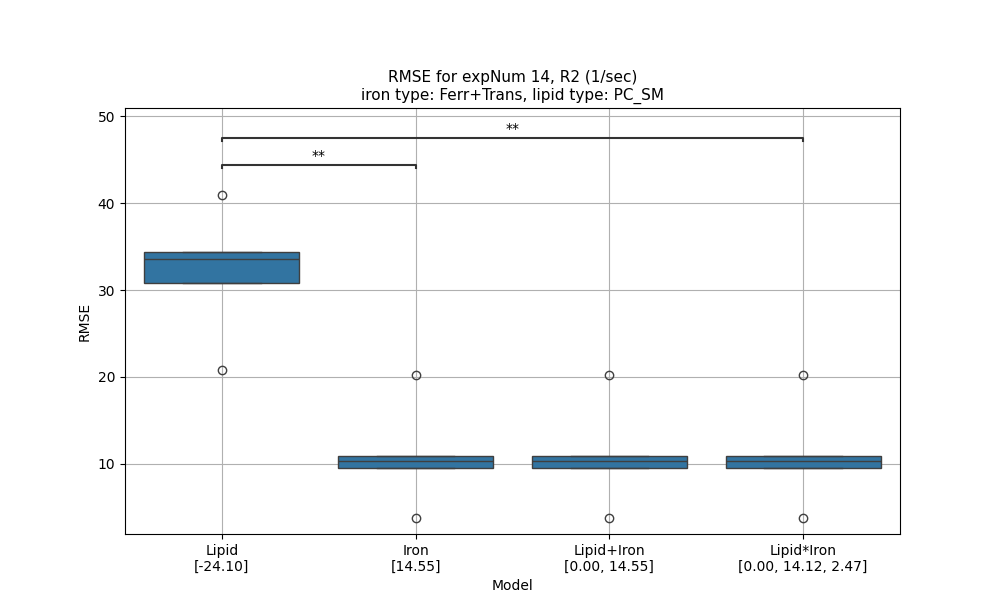 RMSE for expNum 14, R2 (1/sec)
iron type: Ferr+Trans, lipid type: PC_SM
50
40
30
20
10
RMSE
**
**
Lipid
[-24.10]
Iron
[14.55]
Lipid+Iron
[0.00, 14.55]
Lipid*Iron
[0.00, 14.12, 2.47]
Model